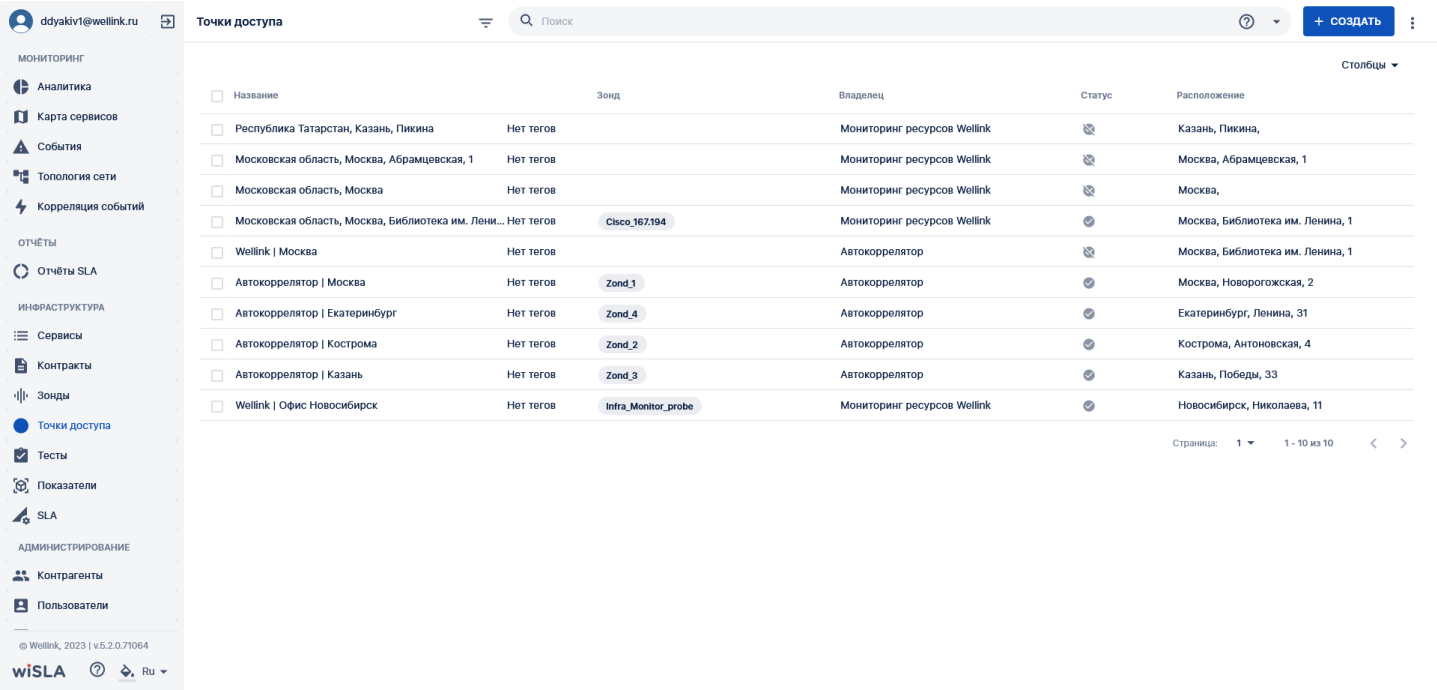 ddyakiv1@wellink.ru
МОНИТОРИНГ
Аналитика
Карта сервисов
События
Топология сети
Корреляция событий
ОТЧЁТЫ
Отчёты SLA
ИНФРАСТРУКТУРА
Сервисы
Контракты
Зонды
Точки доступа
Тесты
Показатели
SLA
АДМИНИСТРИРОВАНИЕ
Контрагенты
Пользователи
© Wellink, 2023 | v.5.2.0.71064
wiSLA Ru
Точки доступа Поиск + СОЗДАТЬ
Столбцы
Название Зонд Владелец Статус Расположение
Республика Татарстан, Казань, Пикина Нет тегов Мониторинг ресурсов Wellink Казань, Пикина,
Московская область, Москва, Абрамцевская, 1 Нет тегов Мониторинг ресурсов Wellink Москва, Абрамцевская, 1
Московская область, Москва Нет тегов Мониторинг ресурсов Wellink Москва,
Московская область, Москва, Библиотека им. Лени... Нет тегов Cisco_167.194 Мониторинг ресурсов Wellink Москва, Библиотека им. Ленина, 1
Wellink | Москва Нет тегов Автокоррелятор Москва, Библиотека им. Ленина, 1
Автокоррелятор | Москва Нет тегов Zond_1 Автокоррелятор Москва, Новорогожская, 2
Автокоррелятор | Екатеринбург Нет тегов Zond_4 Автокоррелятор Екатеринбург, Ленина, 31
Автокоррелятор | Кострома Нет тегов Zond_2 Автокоррелятор Кострома, Антоновская, 4
Автокоррелятор | Казань Нет тегов Zond_3 Автокоррелятор Казань, Победы, 33
Wellink | Офис Новосибирск Нет тегов Infra_Monitor_probe Мониторинг ресурсов Wellink Новосибирск, Николаева, 11
Страница: 1 1 - 10 из 10